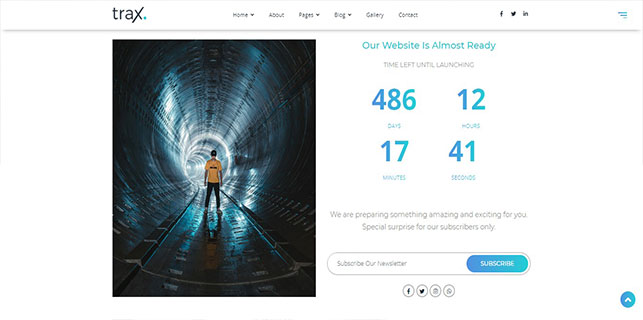 trax.
Home About Pages Blog Gallery Contact
Our Website Is Almost Ready
TIME LEFT UNTIL LAUNCHING
486 12
DAYS HOURS
17 41
MINUTES SECONDS
We are preparing something amazing and exciting for you.
Special surprise for our subscribers only.
Subscribe Our Newsletter SUBSCRIBE